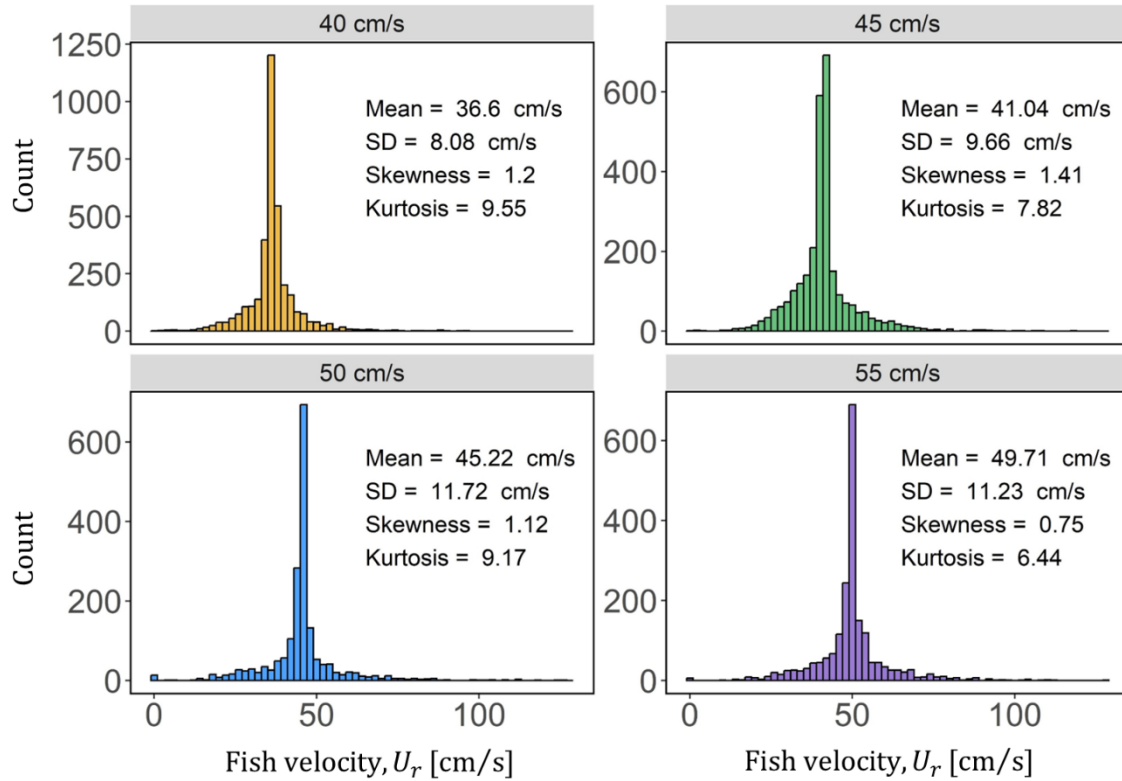 40 cm/s
45 cm/s
1250
1000
750
500
250
0
Count
Mean = 36.6 cm/s
SD = 8.08 cm/s
Skewness = 1.2
Kurtosis = 9.55
600
400
200
0
Mean = 41.04 cm/s
SD = 9.66 cm/s
Skewness = 1.41
Kurtosis = 7.82
50 cm/s
55 cm/s
600
400
200
0
Count
Mean = 45.22 cm/s
SD = 11.72 cm/s
Skewness = 1.12
Kurtosis = 9.17
600
400
200
0
Mean = 49.71 cm/s
SD = 11.23 cm/s
Skewness = 0.75
Kurtosis = 6.44
0 50 100
0 50 100
Fish velocity, U_r [cm/s]
Fish velocity, U_r [cm/s]